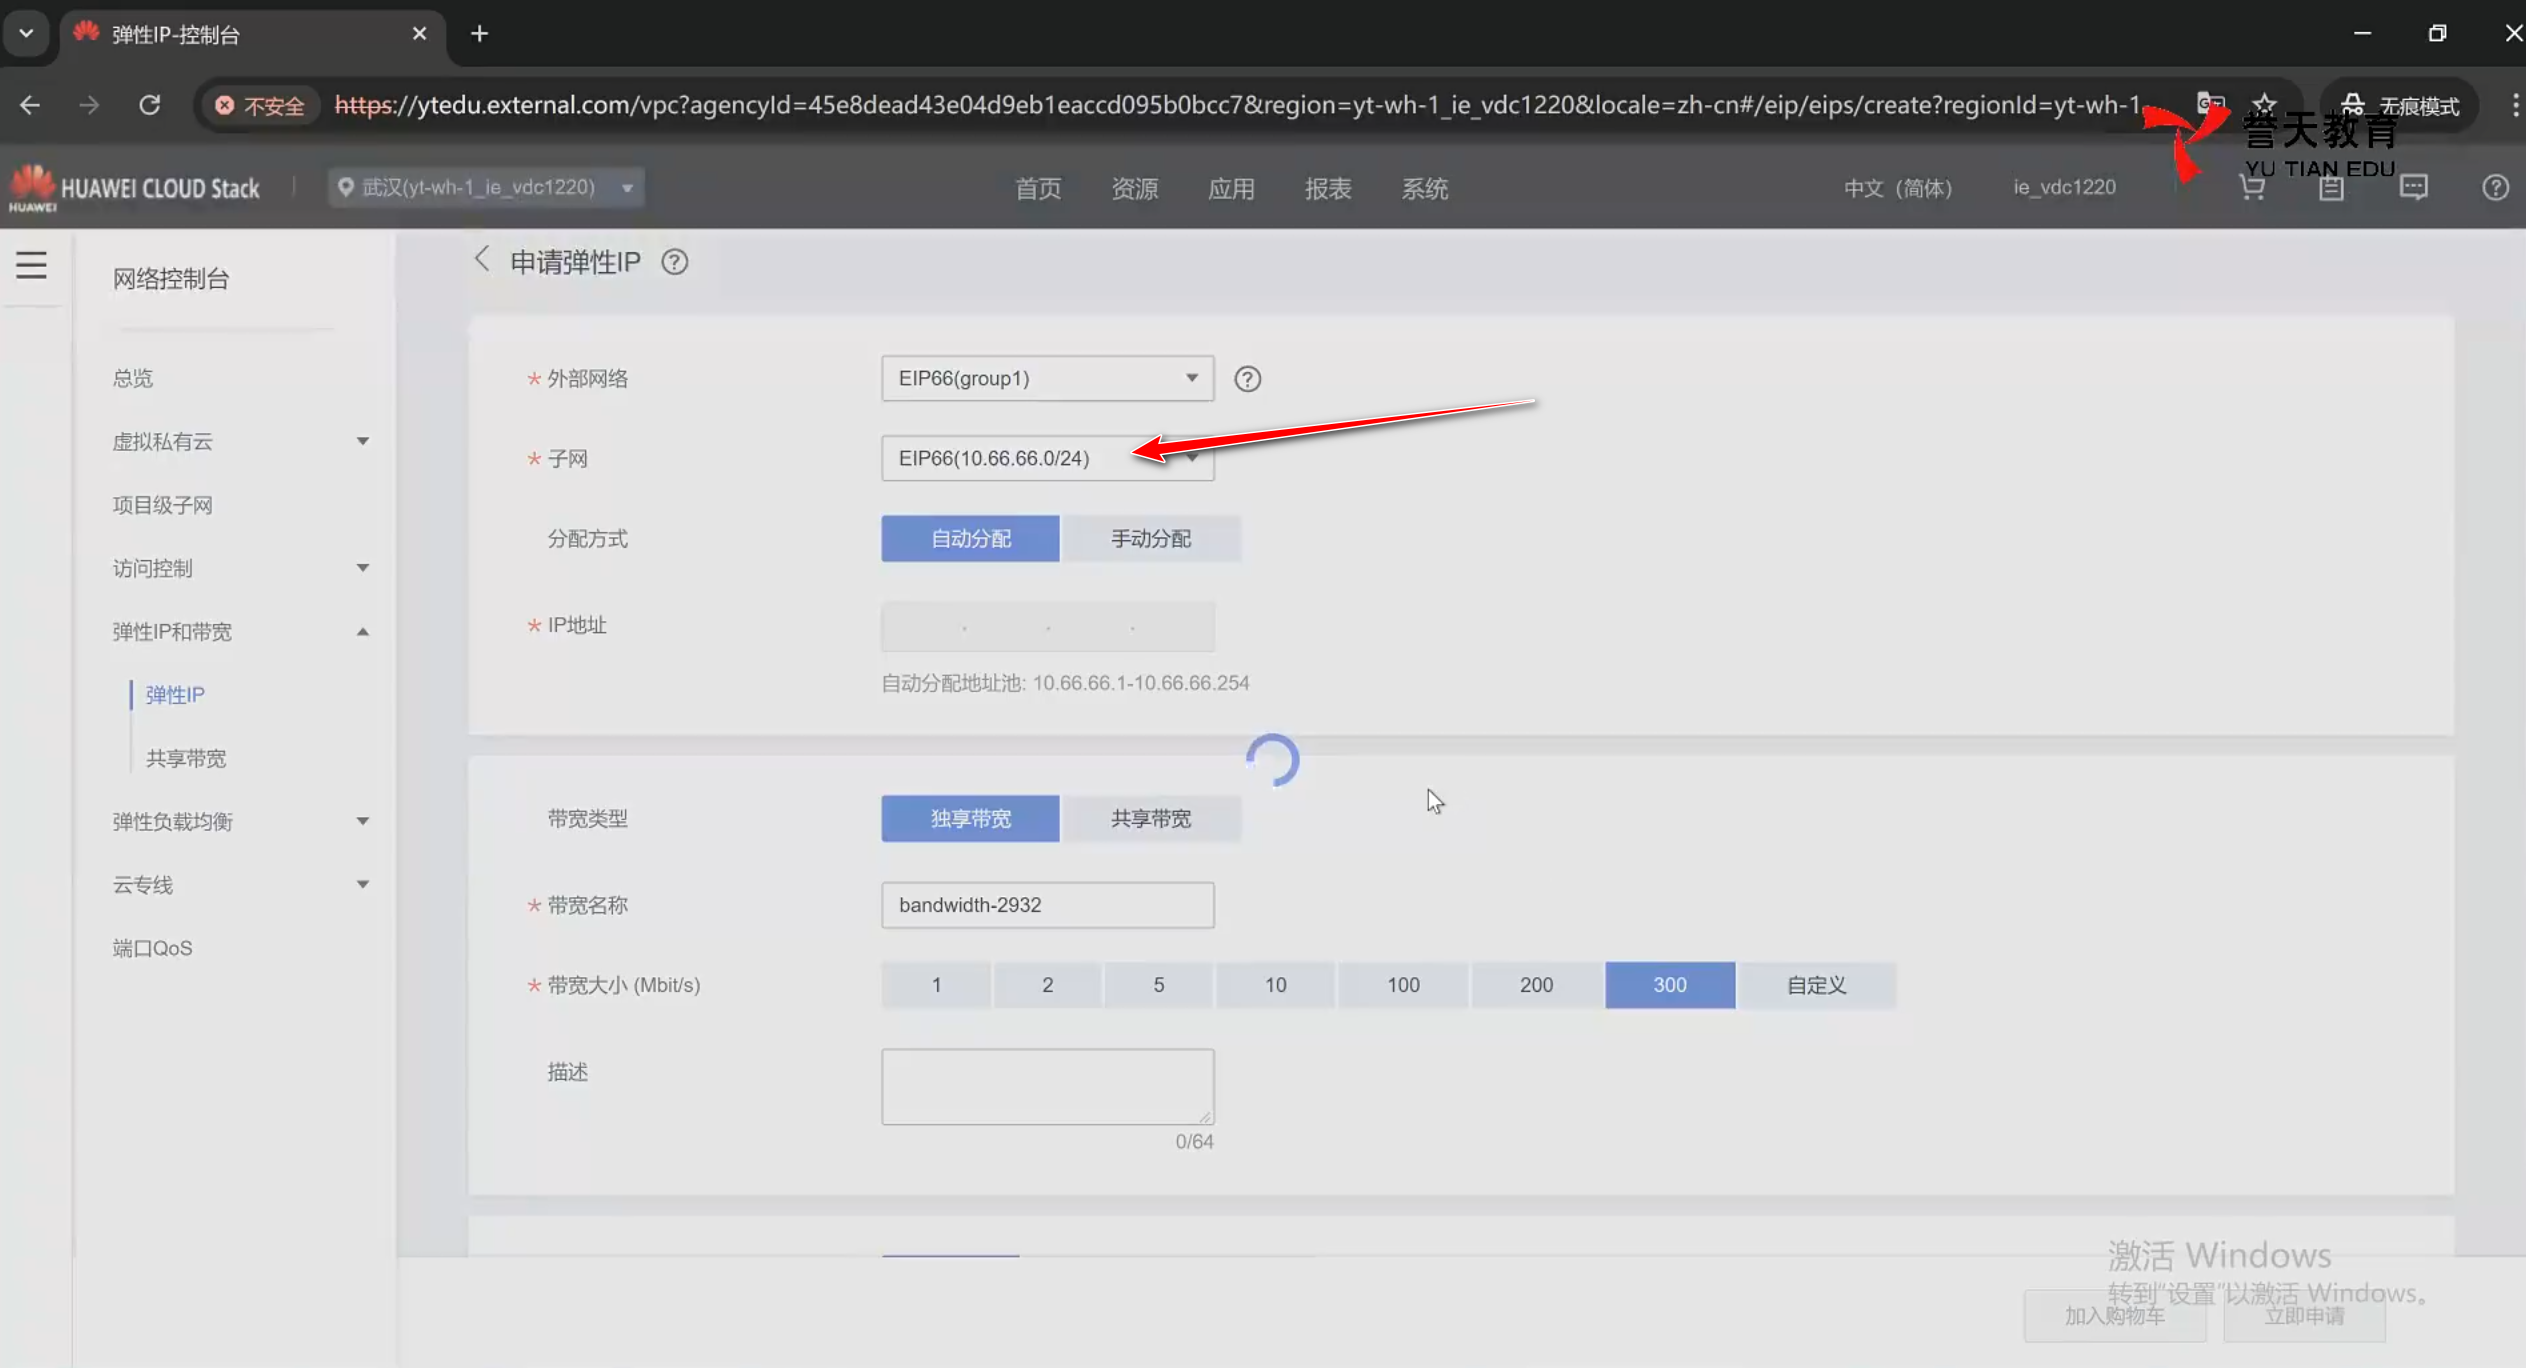 弹性IP-控制台
不安全 https://ytedu.external.com/vpc?agencyId=45e8dead43e04d9eb1eaccd095b0bcc7&region=yt-wh-1_ie_vdc1220&locale=zh-cn#/eip/eips/create?regionId=yt-wh-1 无痕模式
誉天教育
YU TIAN EDU
HUAWEI
HUAWEI CLOUD Stack 武汉(yt-wh-1_ie_vdc1220) 首页 资源 应用 报表 系统 中文（简体） ie_vdc1220
网络控制台
总览
虚拟私有云
项目级子网
访问控制
弹性IP和带宽
弹性IP
共享带宽
弹性负载均衡
云专线
端口QoS
申请弹性IP
* 外部网络 EIP66(group1)
* 子网 EIP66(10.66.66.0/24)
分配方式 自动分配 手动分配
* IP地址 . . .
自动分配地址池: 10.66.66.1-10.66.66.254
带宽类型 独享带宽 共享带宽
* 带宽名称 bandwidth-2932
* 带宽大小 (Mbit/s) 1 2 5 10 100 200 300 自定义
描述
0/64
激活 Windows
转到"设置"以激活 Windows。
加入购物车 立即申请